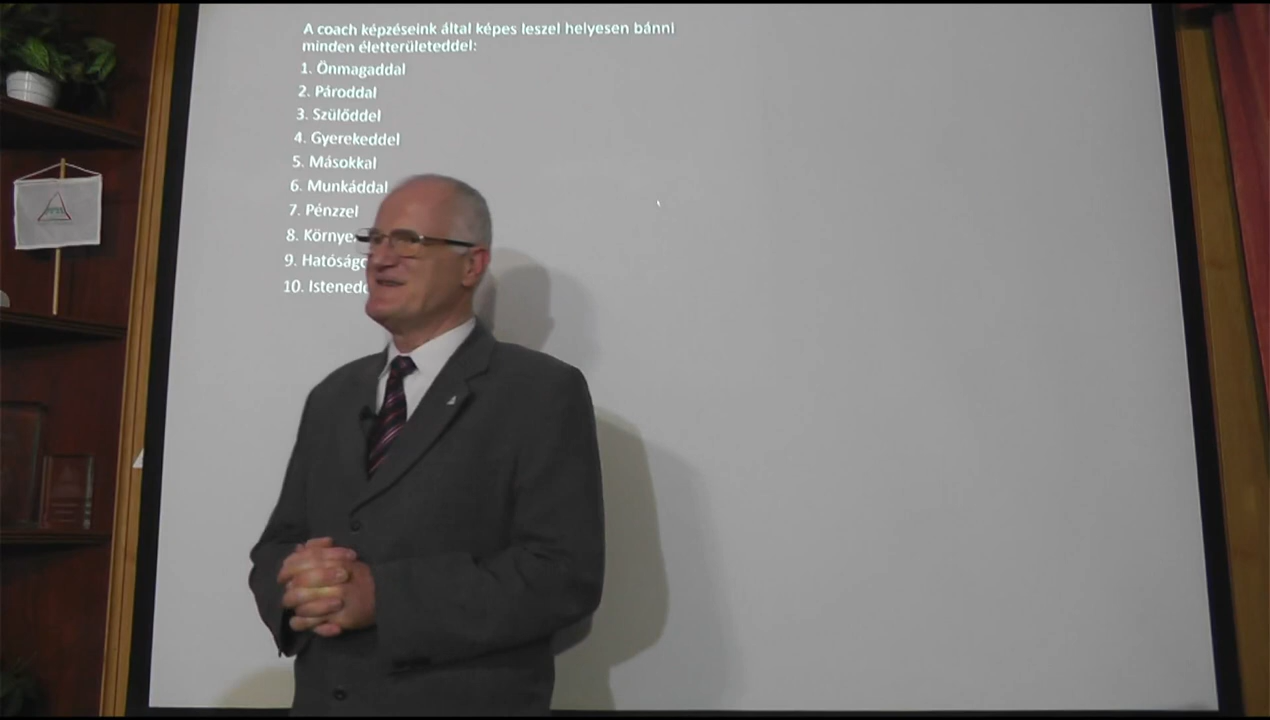 A coach képzéseink által képes leszel helyesen bánni
minden életterületeddel:
1. Önmagaddal
2. Pároddal
3. Szülőddel
4. Gyerekeddel
5. Másokkal
6. Munkáddal
7. Pénzzel
8.
9.
10.